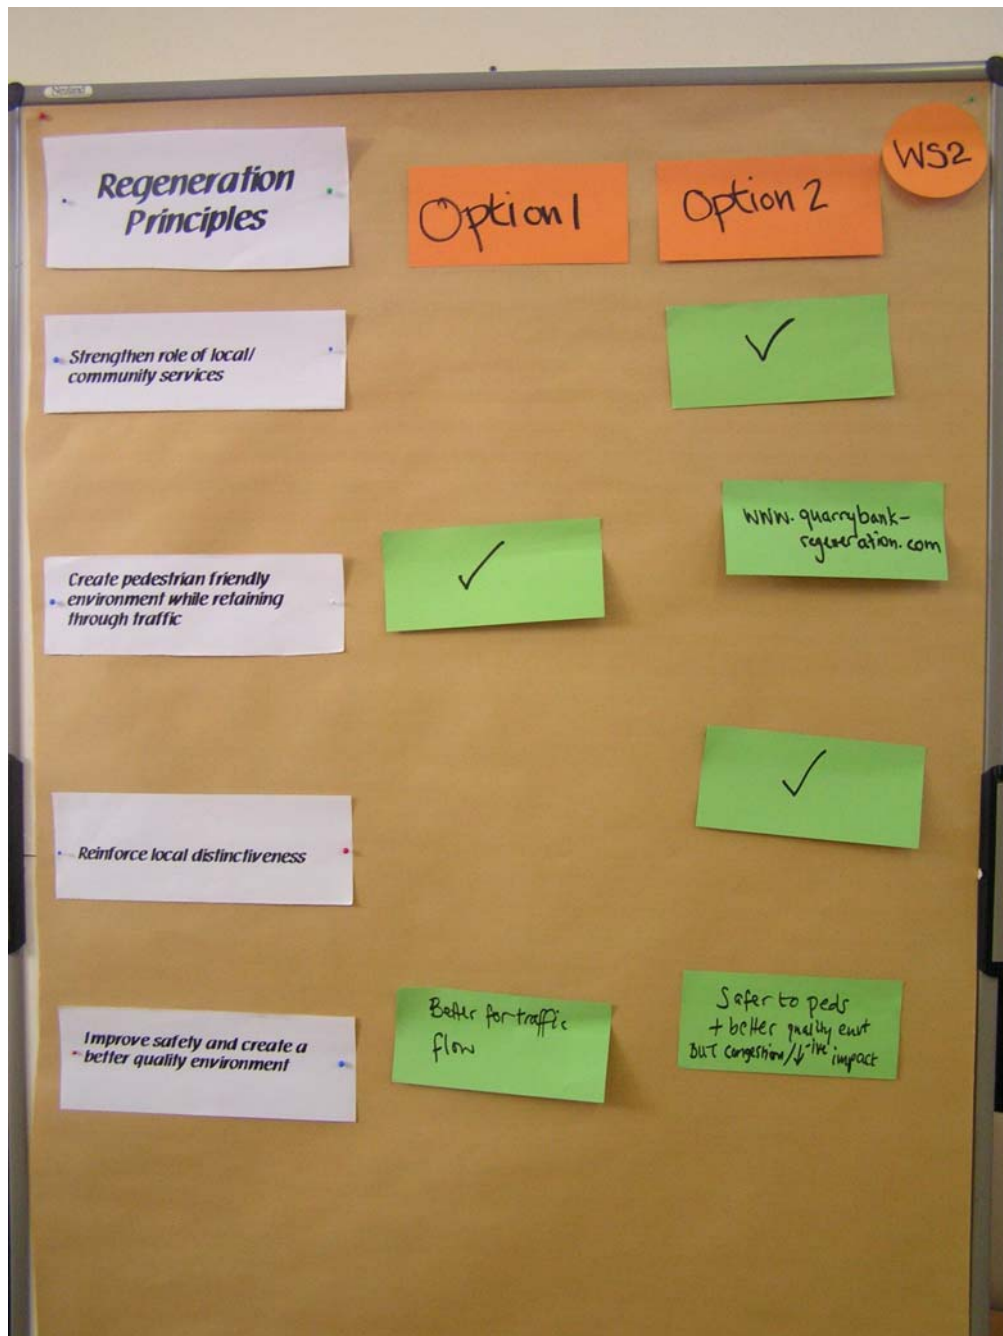 Regeneration
Principles
Option 1
Option 2
WS2
Strengthen role of local/
community services
✓
Create pedestrian friendly
environment while retaining
through traffic
✓
www.quarrybank-
regeneration.com
Reinforce local distinctiveness
✓
Improve safety and create a
better quality environment
Better for traffic
flow
Safer to peds
+ better quality
BUT congestion/ impact